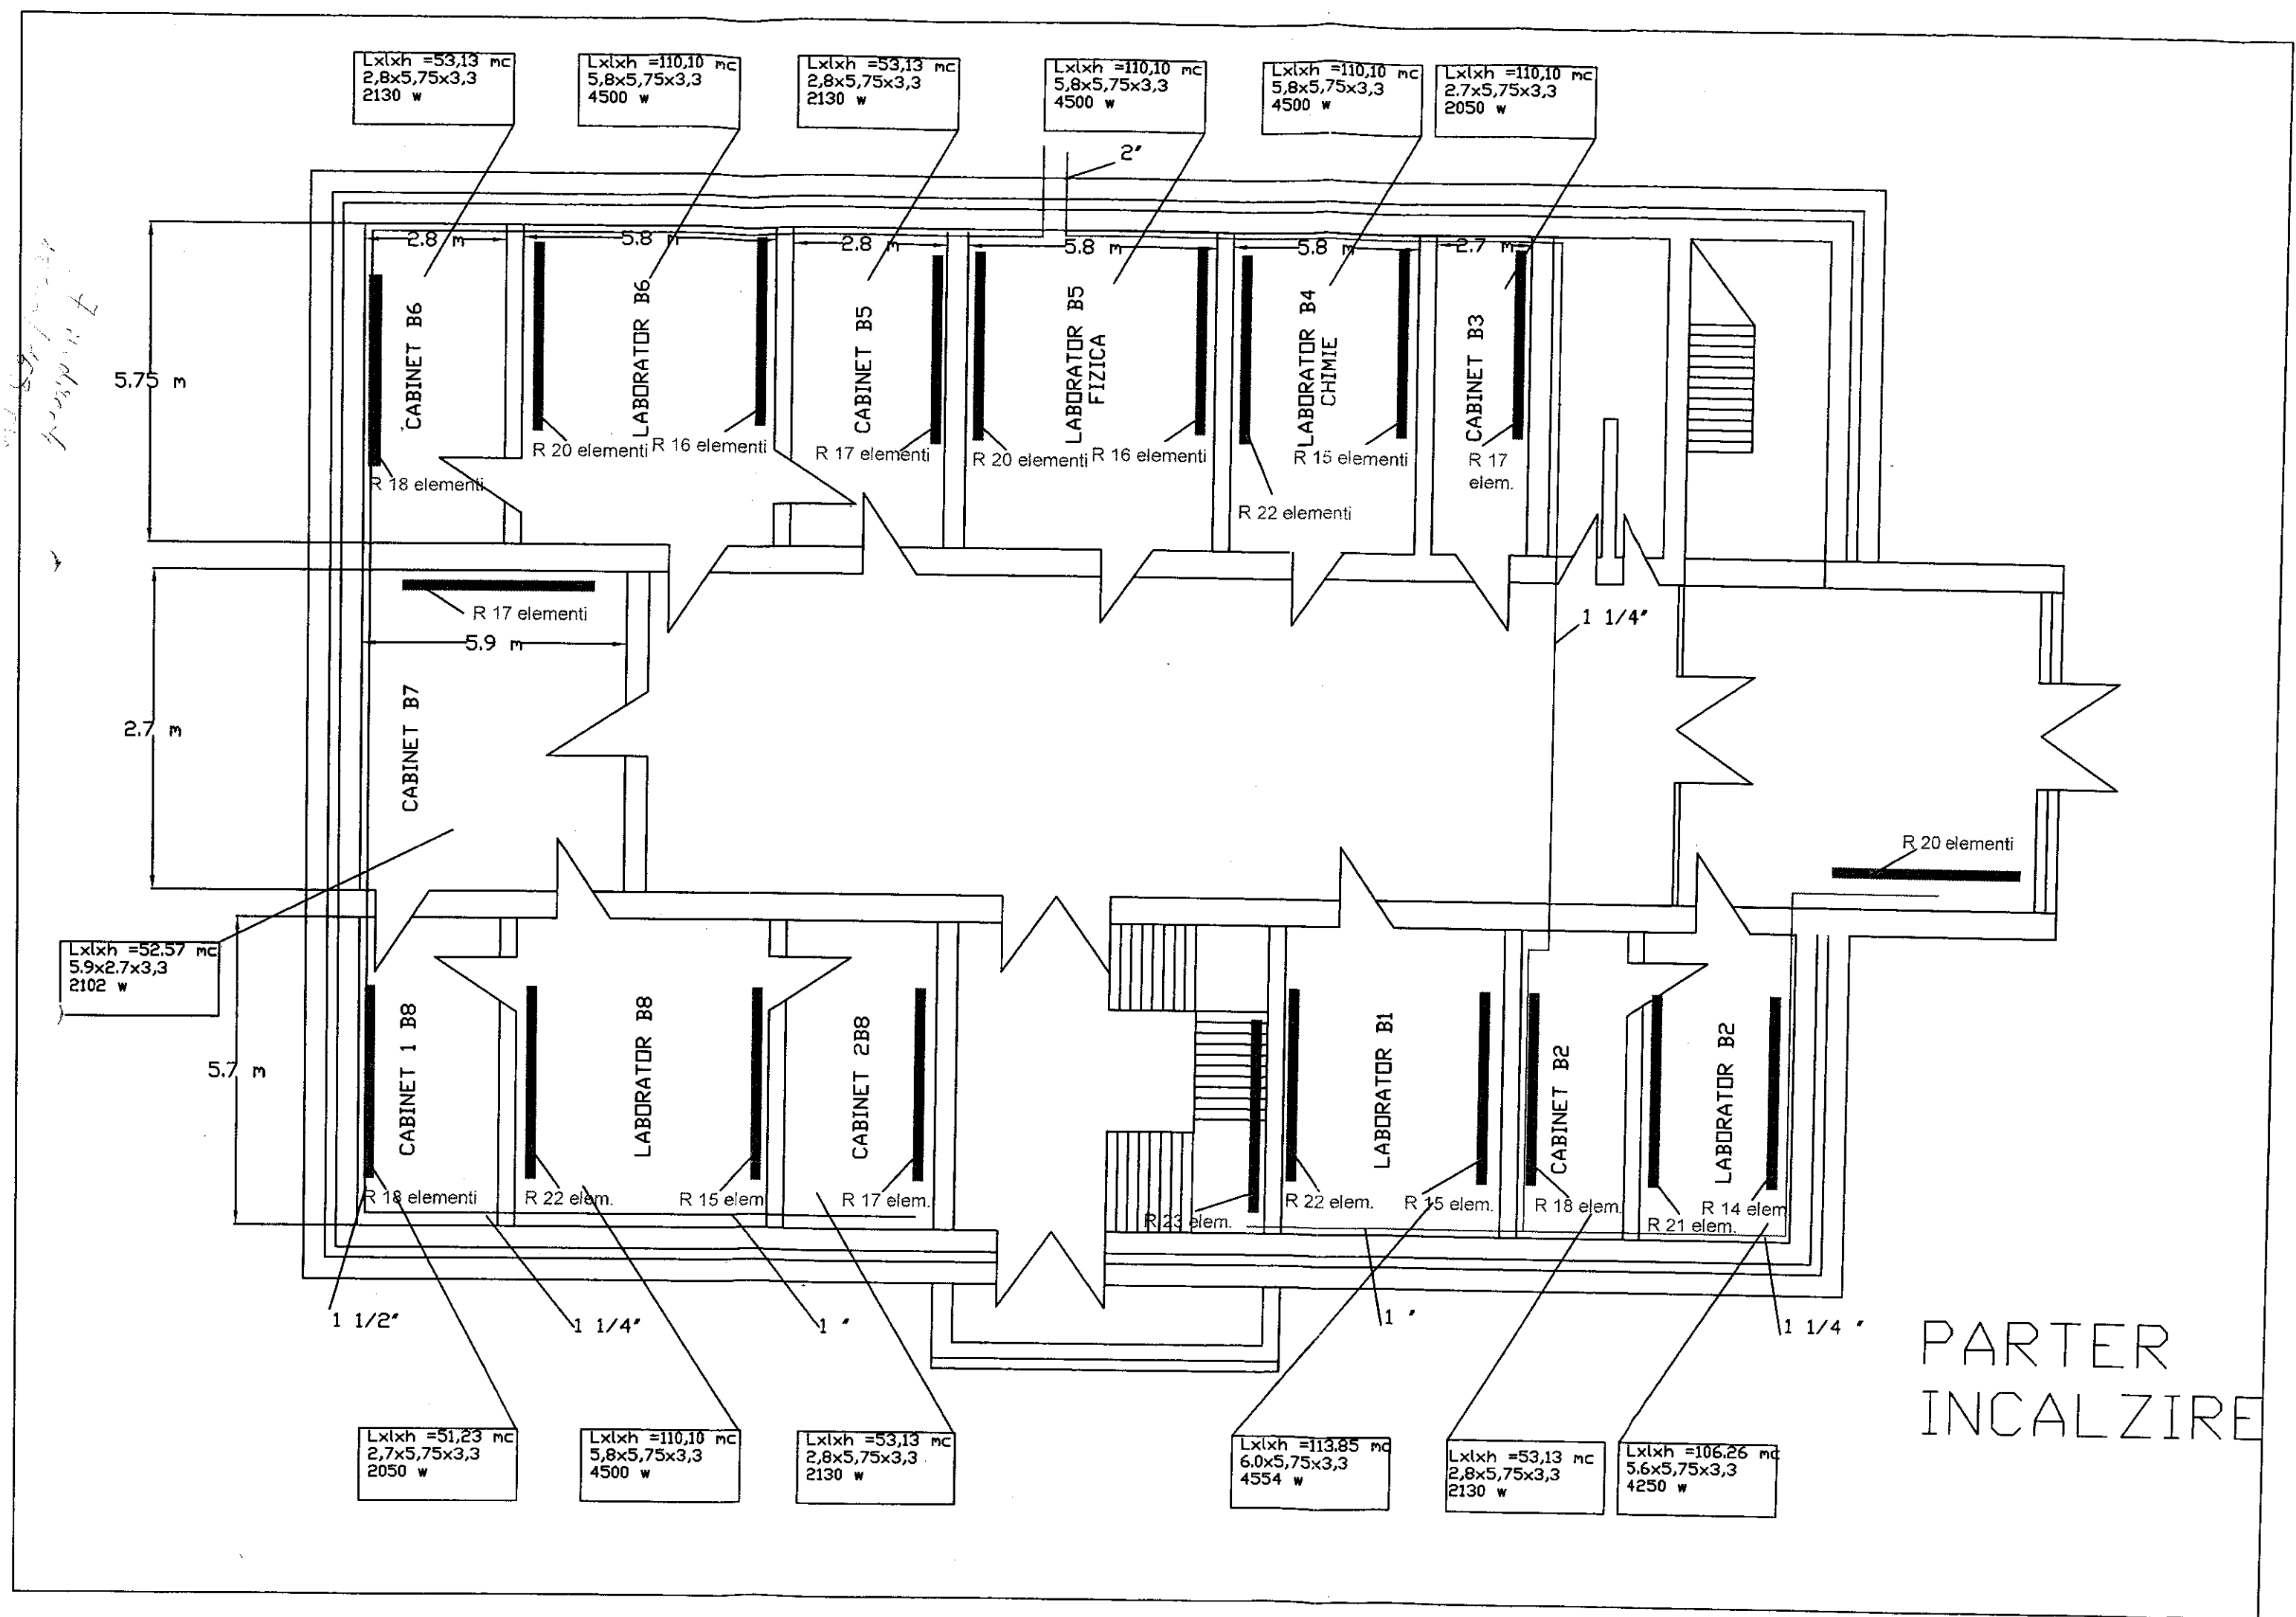 Lxlxh =53,13 mc
2,8x5,75x3,3
2130 w
Lxlxh =110,10 mc
5,8x5,75x3,3
4500 w
Lxlxh =53,13 mc
2,8x5,75x3,3
2130 w
Lxlxh =110,10 mc
5,8x5,75x3,3
4500 w
Lxlxh =110,10 mc
5,8x5,75x3,3
4500 w
Lxlxh =110,10 mc
2.7x5,75x3,3
2050 w
2"
2.8 m
5.8 m
2.8 m
5.8 m
5.8 m
2.7 m
5.75 m
CABINET B6
LABORATOR B6
CABINET B5
LABORATOR B5
FIZICA
LABORATOR B4
CHIMIE
CABINET B3
R 18 elementi
R 20 elementi
R 16 elementi
R 17 elementi
R 20 elementi
R 16 elementi
R 22 elementi
R 15 elementi
R 17
elem.
R 17 elementi
5.9 m
1 1/4"
CABINET B7
2.7 m
R 20 elementi
Lxlxh =52.57 mc
5.9x2.7x3,3
2102 w
5.7 m
CABINET 1 B8
LABORATOR B8
CABINET 2B8
LABORATOR B1
CABINET B2
LABORATOR B2
R 18 elementi
R 22 elem.
R 15 elem
R 17 elem.
R 23 elem.
R 22 elem.
R 15 elem.
R 18 elem.
R 21 elem.
R 14 elem
1 1/2"
1 1/4"
1 "
1 "
1 1/4 "
PARTER
INCALZIRE
Lxlxh =51,23 mc
2,7x5,75x3,3
2050 w
Lxlxh =110,10 mc
5,8x5,75x3,3
4500 w
Lxlxh =53,13 mc
2,8x5,75x3,3
2130 w
Lxlxh =113.85 mc
6.0x5,75x3,3
4554 w
Lxlxh =53,13 mc
2,8x5,75x3,3
2130 w
Lxlxh =106.26 mc
5.6x5,75x3,3
4250 w